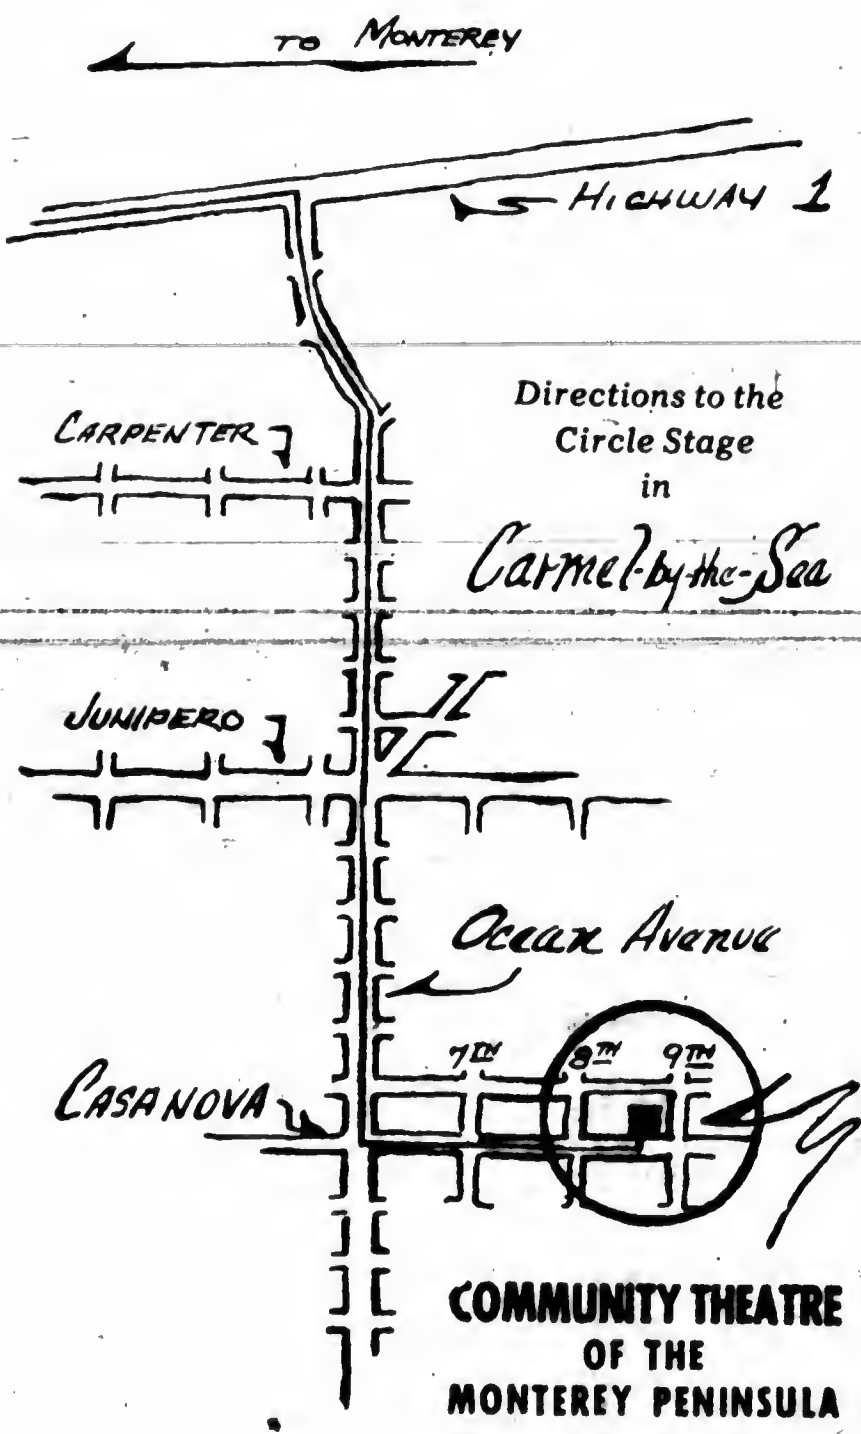 TO MONTEREY
HIGHWAY 1
Directions to the
Circle Stage
in
Carmel-by-the-Sea
CARPENTER
JUNIPERO
Ocean Avenue
7TH 8TH 9TH
CASANOVA
COMMUNITY THEATRE
OF THE
MONTEREY PENINSULA